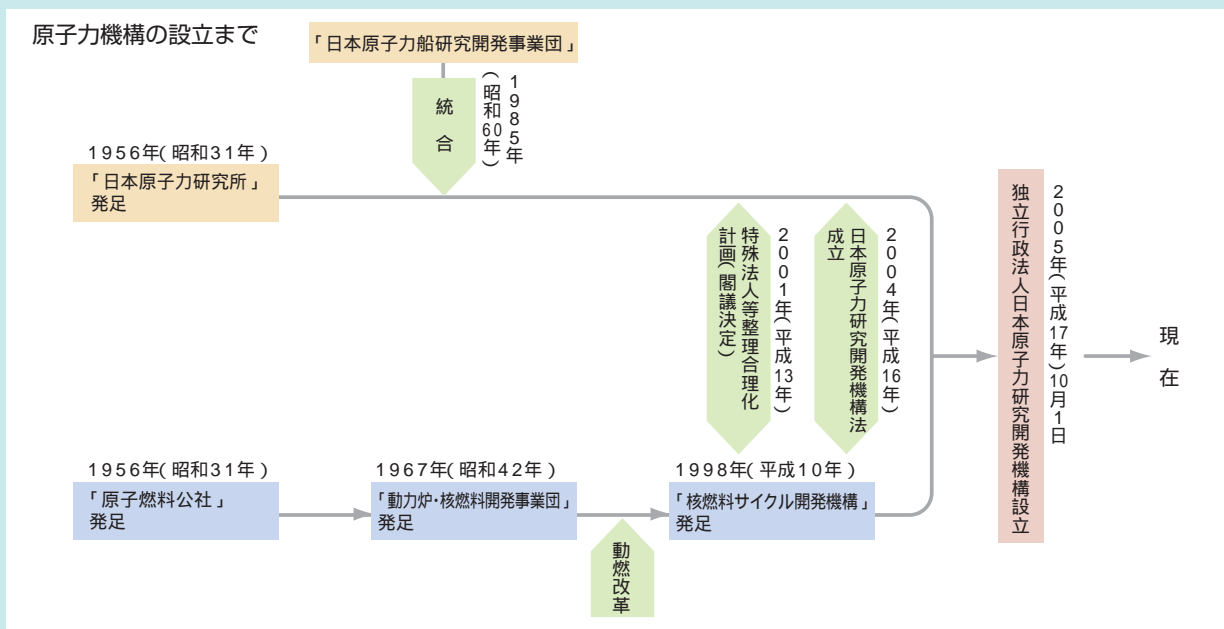 原子力機構の設立まで
「日本原子力船研究開発事業団」
統合
1985年
(昭和60年)
1956年(昭和31年)
「日本原子力研究所」
発足
2001年(平成13年)
特殊法人等整理合理化
計画(閣議決定)
2004年(平成16年)
日本原子力研究開発機構法
成立
2005年(平成17年)10月1日
独立行政法人日本原子力研究開発機構設立
現在
1956年(昭和31年)
「原子燃料公社」
発足
1967年(昭和42年)
「動力炉・核燃料開発事業団」
発足
動燃改革
1998年(平成10年)
「核燃料サイクル開発機構」
発足